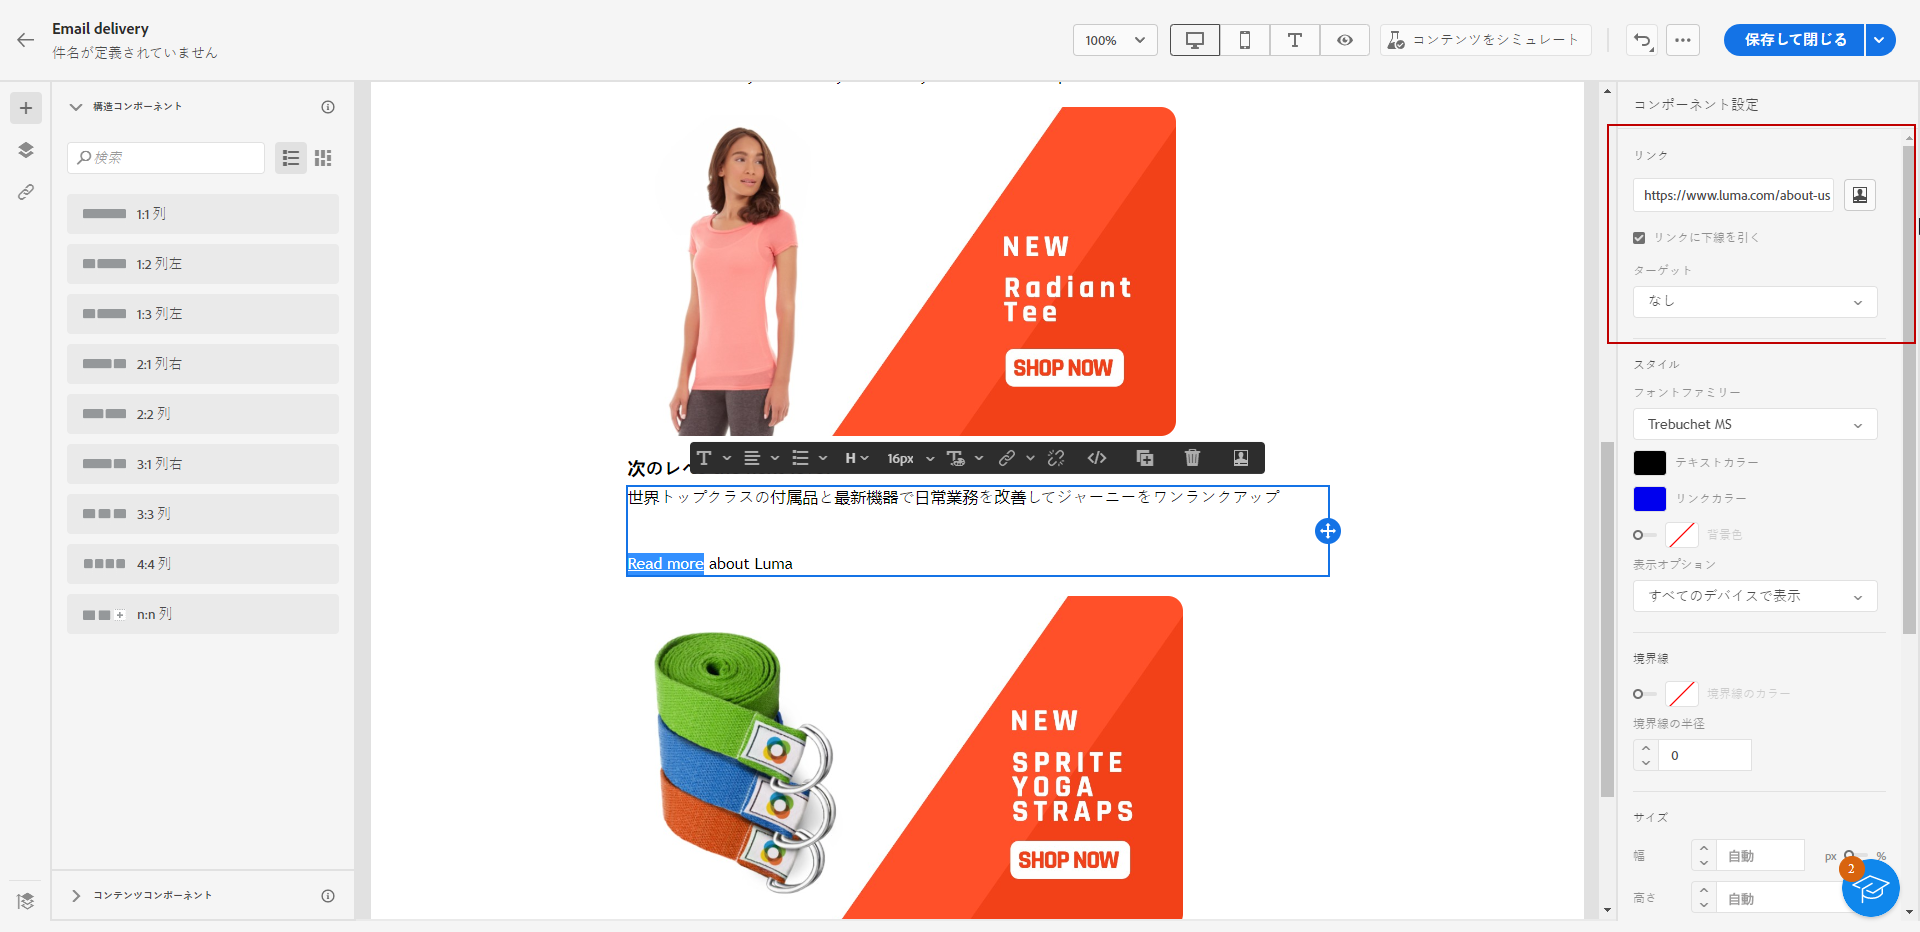 Email delivery
件名が定義されていません
100%
コンテンツをシミュレート
保存して閉じる
構造コンポーネント
検索
1:1 列
1:2 列左
1:3 列左
2:1 列右
2:2 列
3:1 列右
3:3 列
4:4 列
n:n 列
コンテンツコンポーネント
NEW
Radiant
Tee
SHOP NOW
16px
次のレベ
世界トップクラスの付属品と最新機器で日常業務を改善してジャーニーをワンランクアップ
Read more about Luma
NEW
SPRITE
YOGA
STRAPS
SHOP NOW
コンポーネント設定
リンク
https://www.luma.com/about-us
リンクに下線を引く
ターゲット
なし
スタイル
フォントファミリー
Trebuchet MS
テキストカラー
リンクカラー
背景色
表示オプション
すべてのデバイスで表示
境界線
境界線のカラー
境界線の半径
0
サイズ
幅
自動
px
%
高さ
自動
2